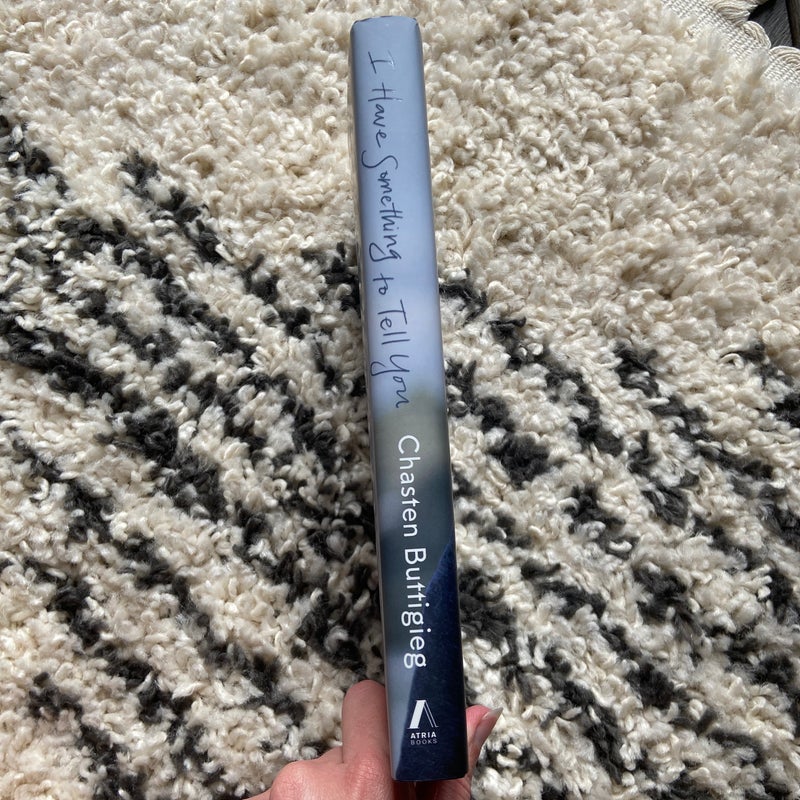 I Have Something to Tell You
Chasten Buttigieg
ATRIA
BOOKS